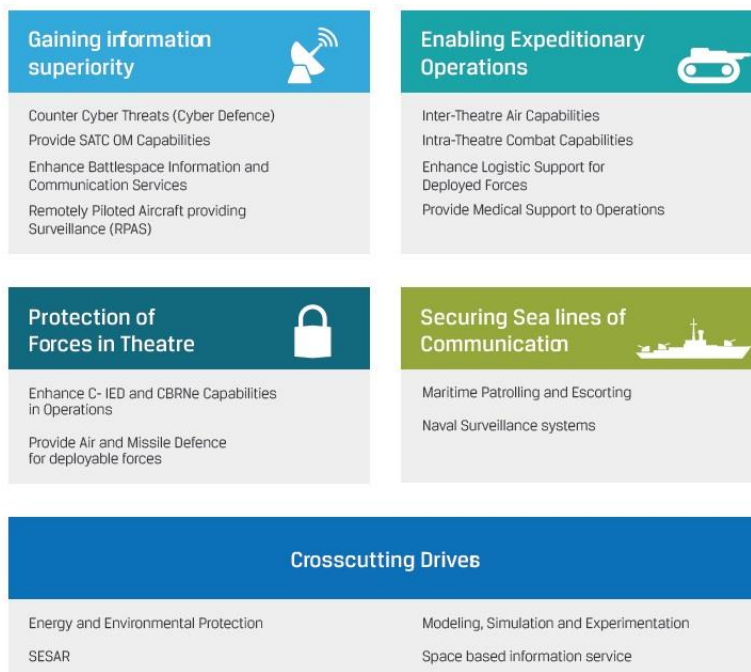 Gaining information
superiority
Counter Cyber Threats (Cyber Defence)
Provide SATC OM Capabilities
Enhance Battlespace Information and
Communication Services
Remotely Piloted Aircraft providing
Surveillance (RPAS)
Enabling Expeditionary
Operations
Inter-Theatre Air Capabilities
Intra-Theatre Combat Capabilities
Enhance Logistic Support for
Deployed Forces
Provide Medical Support to Operations
Protection of
Forces in Theatre
Enhance C- IED and CBRNe Capabilities
in Operations
Provide Air and Missile Defence
for deployable forces
Securing Sea lines of
Communication
Maritime Patrolling and Escorting
Naval Surveillance systems
Crosscutting Drives
Energy and Environmental Protection
SESAR
Modeling, Simulation and Experimentation
Space based information service